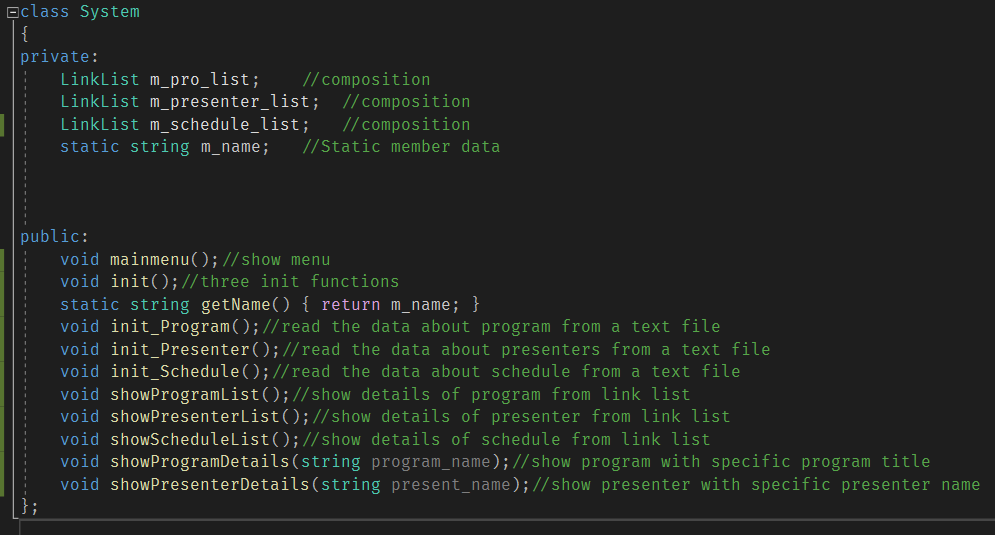 class System
{
private:
    LinkList m_pro_list;    //composition
    LinkList m_presenter_list;  //composition
    LinkList m_schedule_list;   //composition
    static string m_name;   //Static member data
public:
    void mainmenu();//show menu
    void init();//three init functions
    static string getName() { return m_name; }
    void init_Program();//read the data about program from a text file
    void init_Presenter();//read the data about presenters from a text file
    void init_Schedule();//read the data about schedule from a text file
    void showProgramList();//show details of program from link list
    void showPresenterList();//show details of presenter from link list
    void showScheduleList();//show details of schedule from link list
    void showProgramDetails(string program_name);//show program with specific program title
    void showPresenterDetails(string present_name);//show presenter with specific presenter name
};